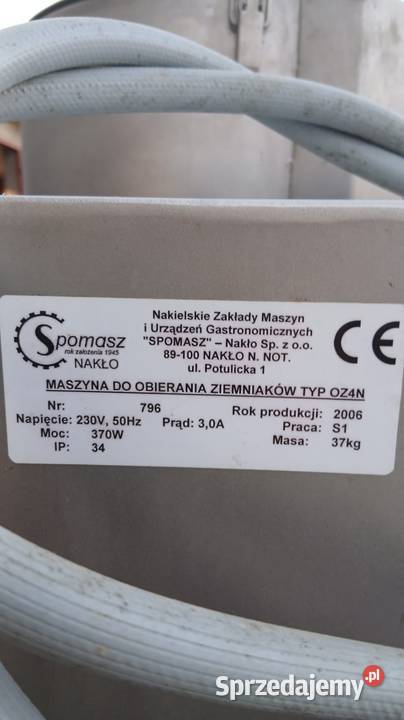 Spomasz
rok założenia 1945
NAKŁO
Nakielskie Zakłady Maszyn
i Urządzeń Gastronomicznych
"SPOMASZ" – Nakło Sp. z o.o.
89-100 NAKŁO N. NOT.
ul. Potulicka 1
CE
MASZYNA DO OBIERANIA ZIEMNIAKÓW TYP OZ4N
Nr: 796 Rok produkcji: 2006
Napięcie: 230V, 50Hz Prąd: 3,0A Praca: S1
Moc: 370W Masa: 37kg
IP: 34
Sprzedajemy.pl